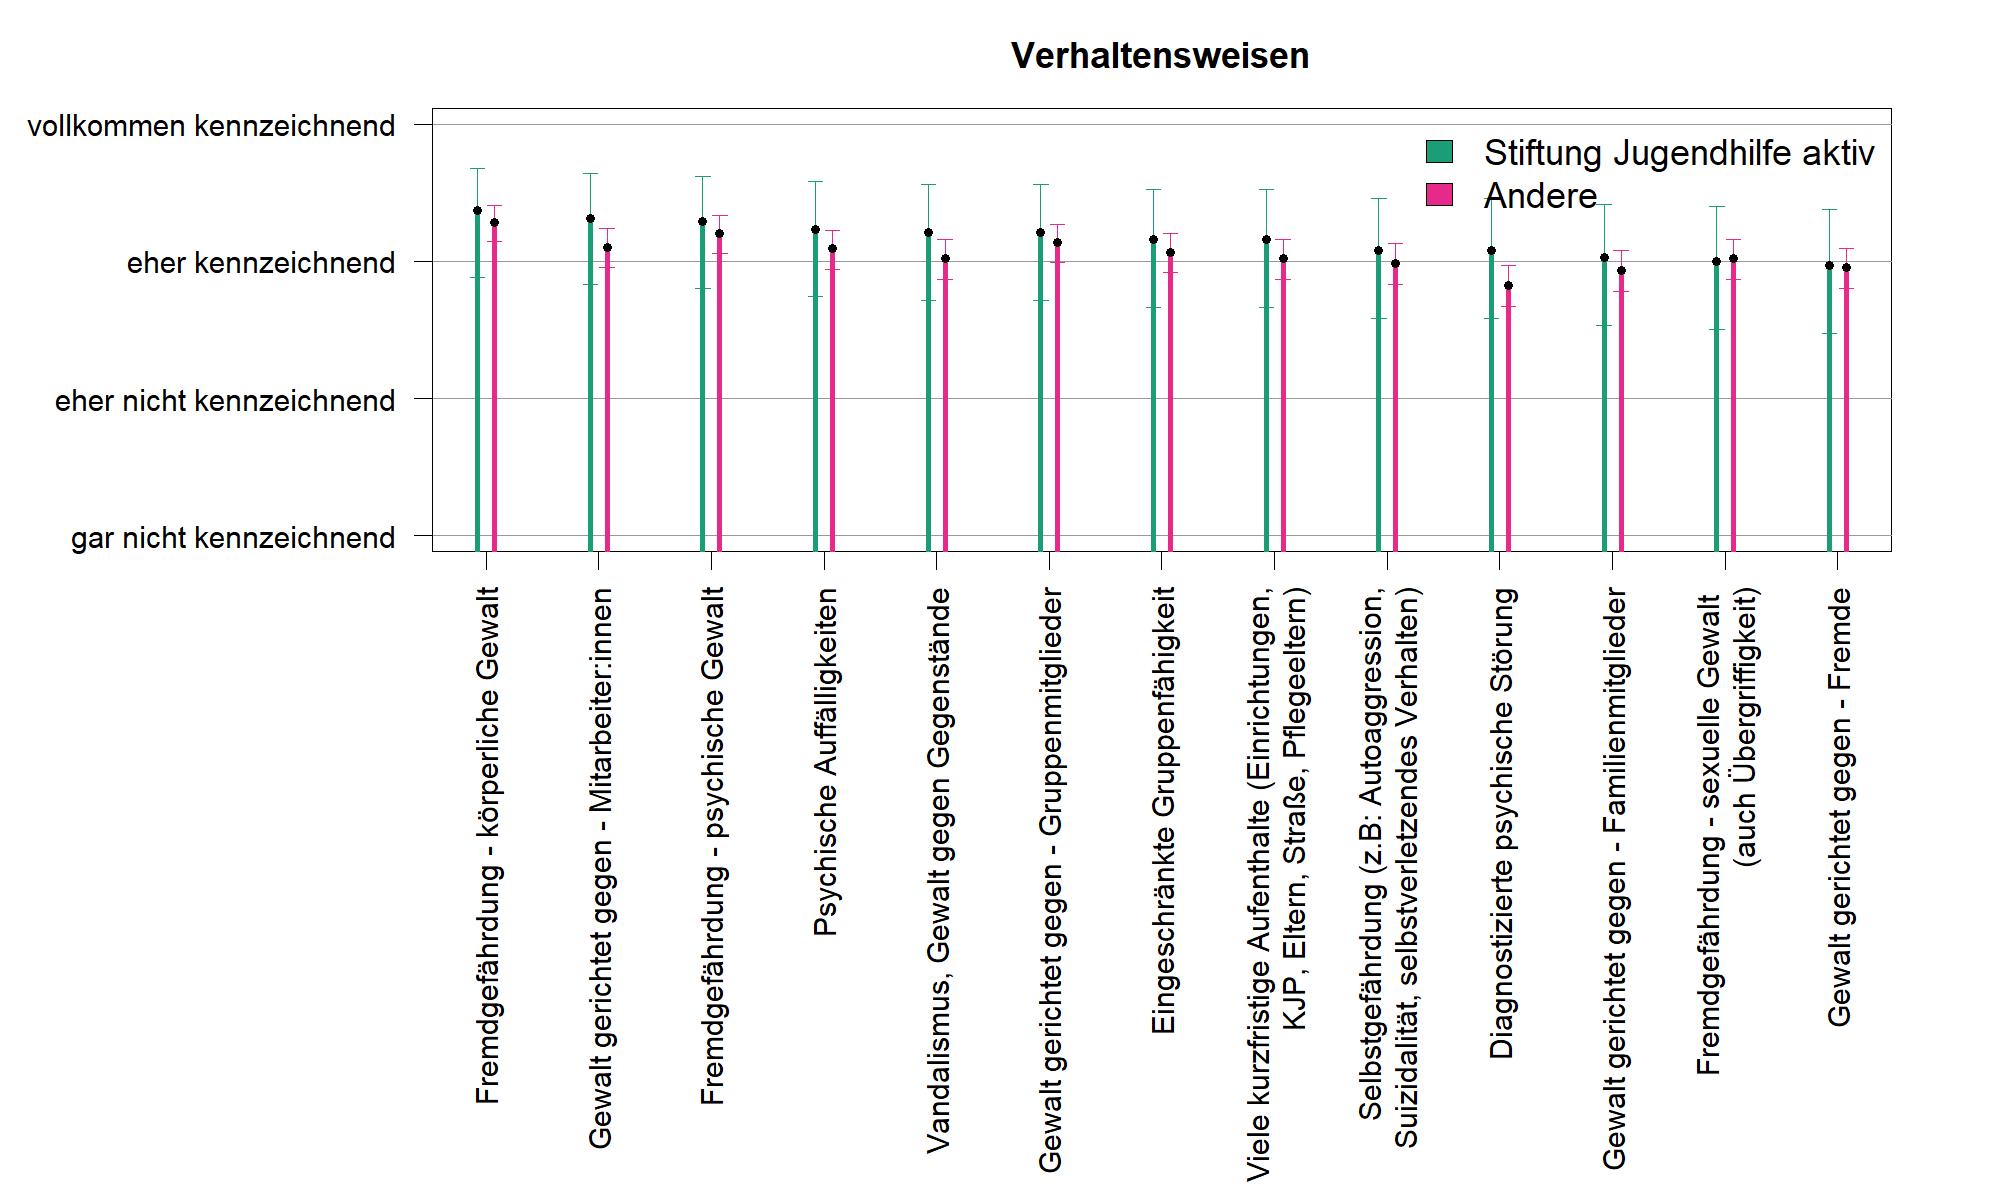 Verhaltensweisen
vollkommen kennzeichnend
eher kennzeichnend
eher nicht kennzeichnend
gar nicht kennzeichnend
Stiftung Jugendhilfe aktiv
Andere
Fremdgefährdung - körperliche Gewalt
Gewalt gerichtet gegen - Mitarbeiter:innen
Fremdgefährdung - psychische Gewalt
Psychische Auffälligkeiten
Vandalismus, Gewalt gegen Gegenstände
Gewalt gerichtet gegen - Gruppenmitglieder
Eingeschränkte Gruppenfähigkeit
Viele kurzfristige Aufenthalte (Einrichtungen,
KJP, Eltern, Straße, Pflegeeltern)
Selbstgefährdung (z.B: Autoaggression,
Suizidalität, selbstverletzendes Verhalten)
Diagnostizierte psychische Störung
Gewalt gerichtet gegen - Familienmitglieder
Fremdgefährdung - sexuelle Gewalt
(auch Übergriffigkeit)
Gewalt gerichtet gegen - Fremde